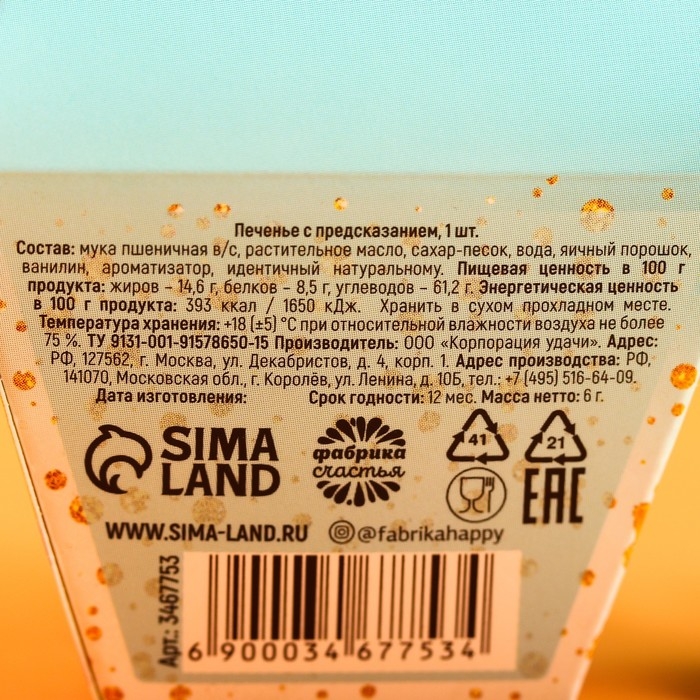 Печенье с предсказанием, 1 шт.
Состав: мука пшеничная в/с, растительное масло, сахар-песок, вода, яичный порошок,
ванилин, ароматизатор, идентичный натуральному. Пищевая ценность в 100 г
продукта: жиров – 14,6 г, белков – 8,5 г, углеводов – 61,2 г. Энергетическая ценность
в 100 г продукта: 393 ккал / 1650 кДж. Хранить в сухом прохладном месте.
Температура хранения: +18 (±5) °С при относительной влажности воздуха не более
75 %. ТУ 9131-001-91578650-15 Производитель: ООО «Корпорация удачи». Адрес:
РФ, 127562, г. Москва, ул. Декабристов, д. 4, корп. 1. Адрес производства: РФ,
141070, Московская обл., г. Королёв, ул. Ленина, д. 10Б, тел.: +7 (495) 516-64-09.
Дата изготовления: Срок годности: 12 мес. Масса нетто: 6 г.
SIMA
LAND
фабрика
счастья
41
21
EAC
WWW.SIMA-LAND.RU @fabrikahappy
Арт.: 3467753
6 900034 677534